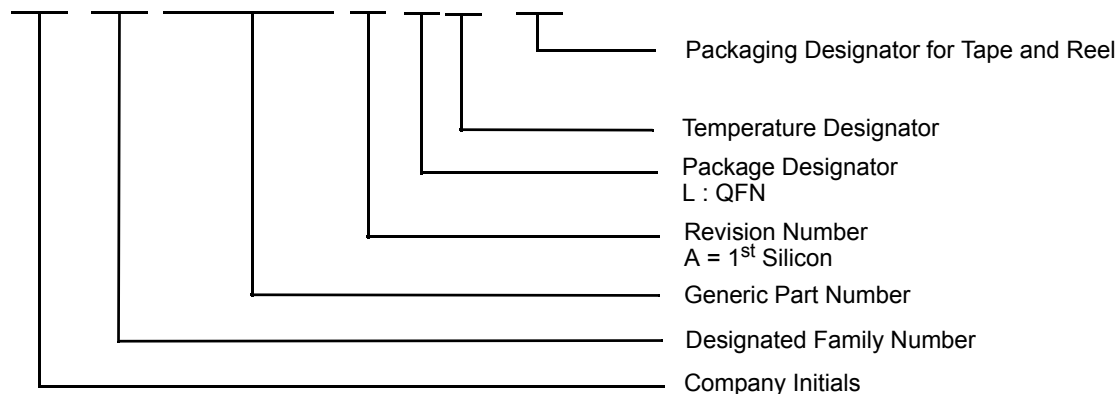 Packaging Designator for Tape and Reel
Temperature Designator
Package Designator
L : QFN
Revision Number
A = 1st Silicon
Generic Part Number
Designated Family Number
Company Initials